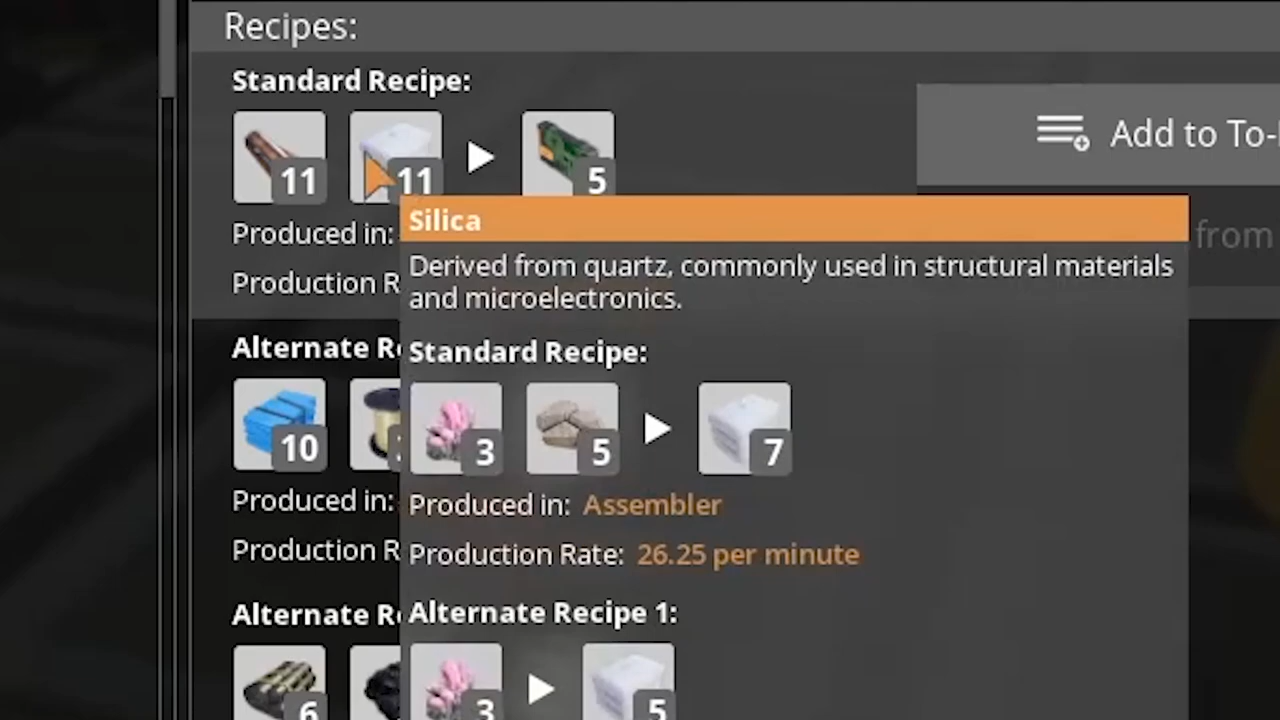 Recipes:
Standard Recipe:
11 11 5
Add to To-
Produced in:
Silica
from
Production R
Derived from quartz, commonly used in structural materials
and microelectronics.
Alternate R
Standard Recipe:
10
3 5 7
Produced in:
Produced in: Assembler
Production R
Production Rate: 26.25 per minute
Alternate R
Alternate Recipe 1:
6
3 5